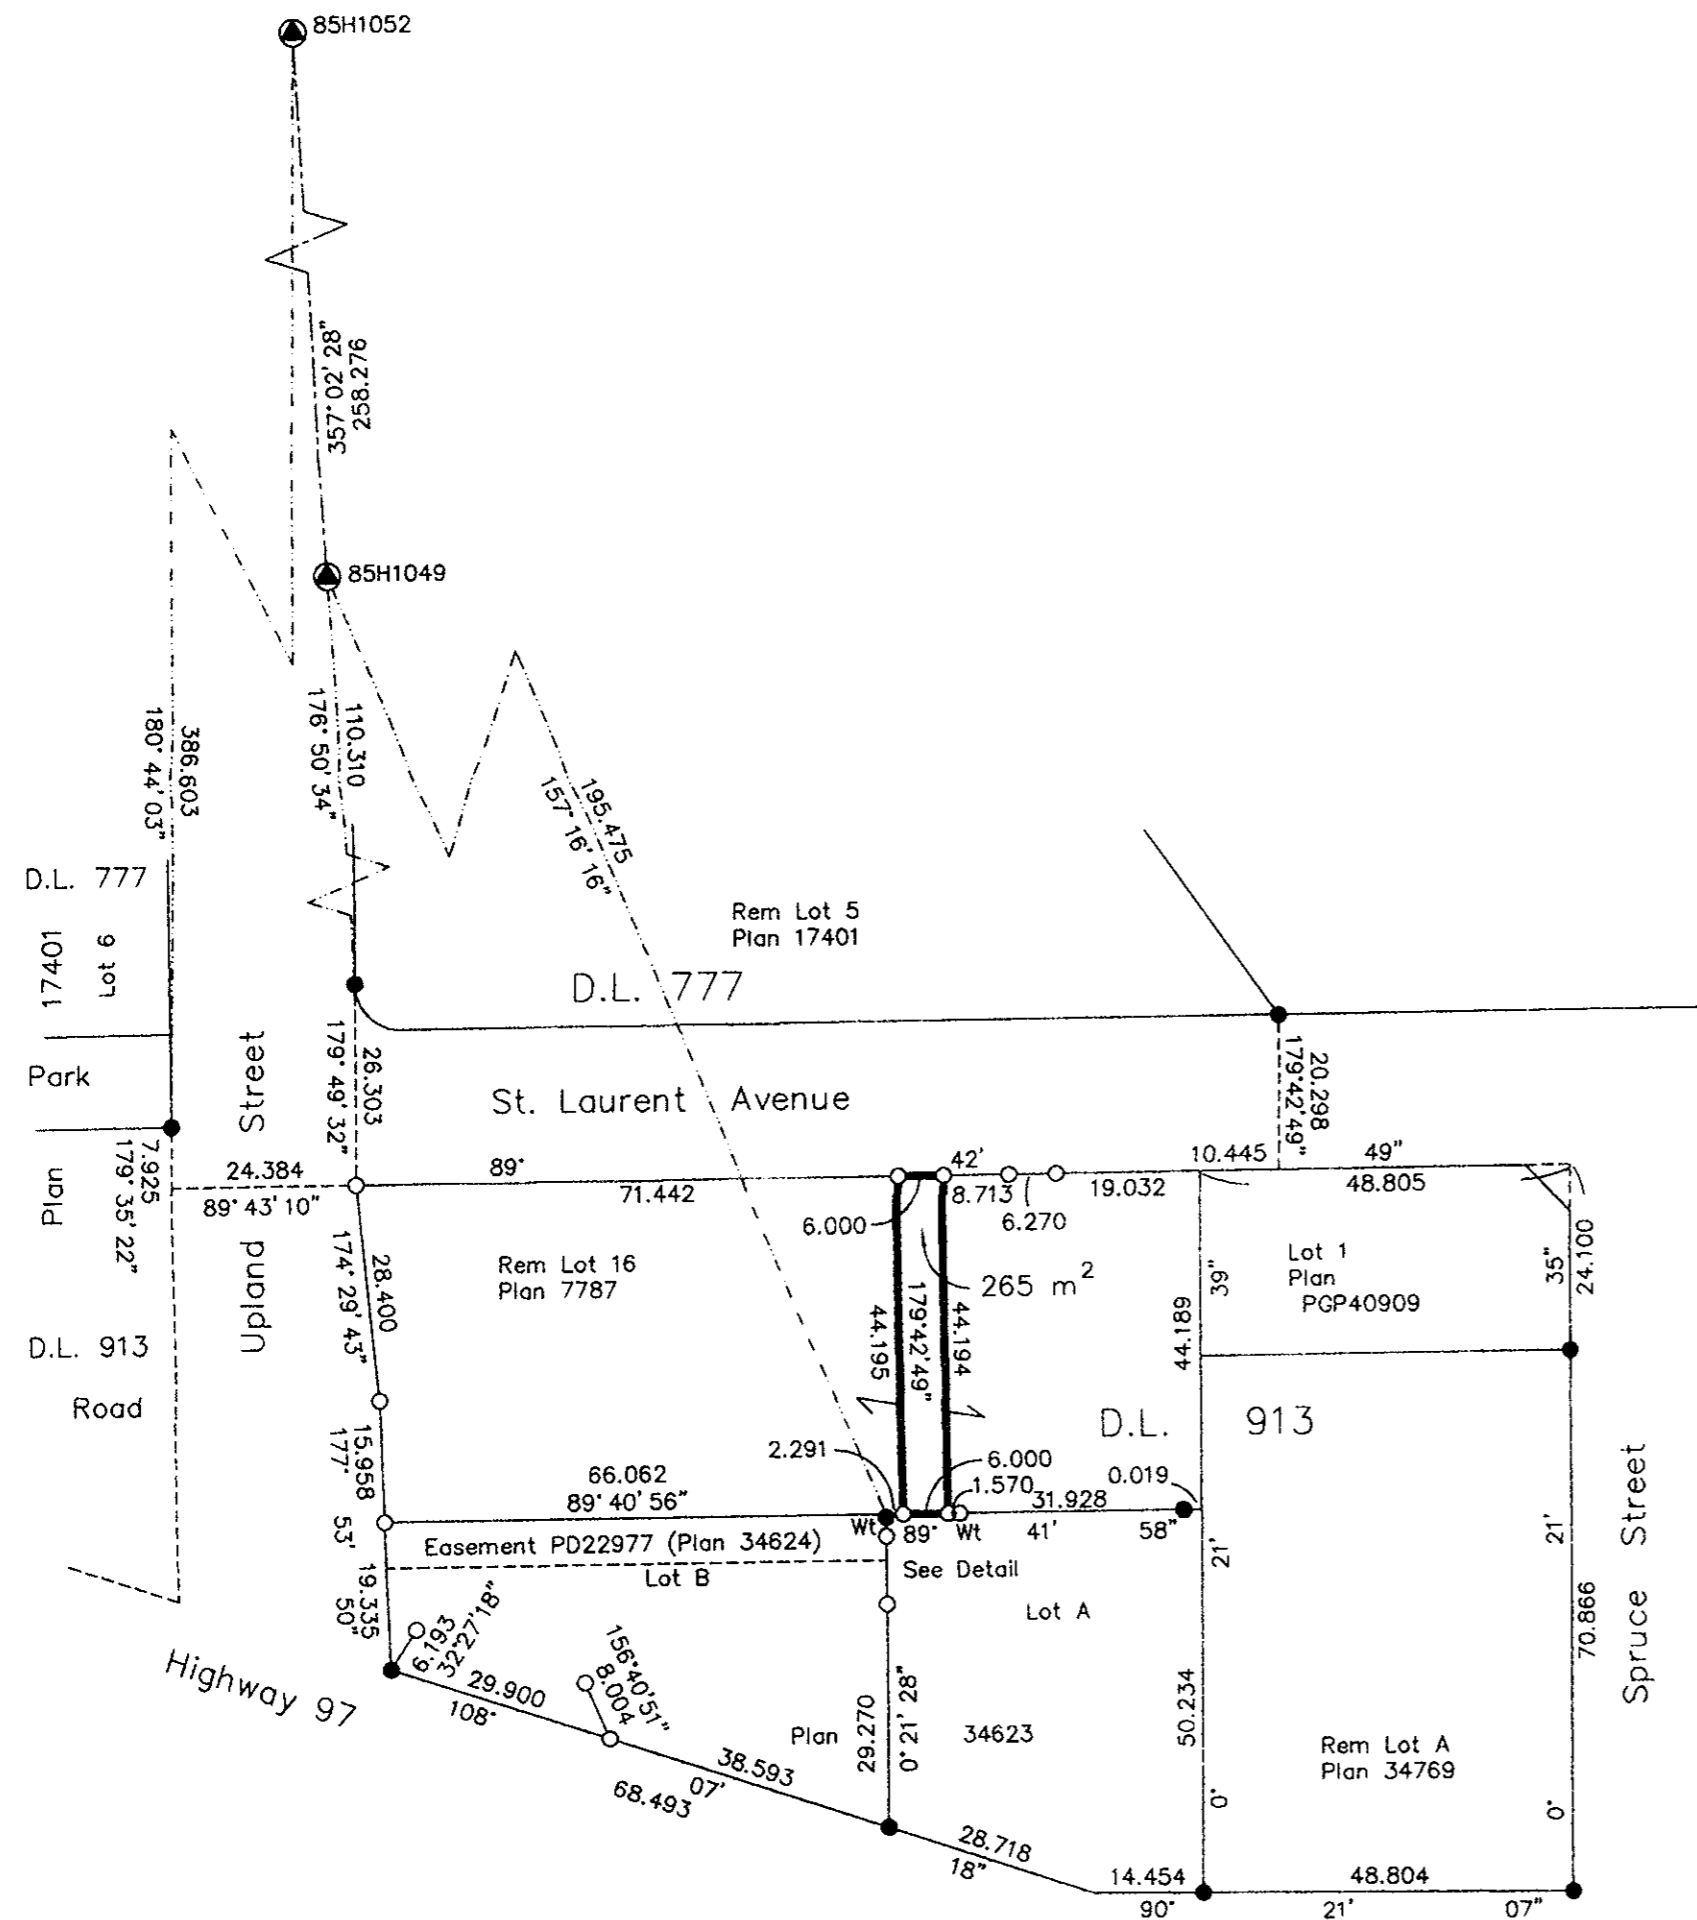 85H1052
357° 02' 28"
258.276
85H1049
110.310
176° 50' 34"
386.603
180° 44' 03"
195.475
157° 16' 16"
D.L. 777
17401
Lot 6
Rem Lot 5
Plan 17401
D.L. 777
Park
Upland Street
26.303
179° 49' 32"
St. Laurent Avenue
20.298
179°42'49"
Plan
7.925
179° 35' 22"
24.384
89° 43' 10"
89°
71.442
42'
8.713
6.270
19.032
10.445
49"
48.805
6.000
28.400
174° 29' 43"
Rem Lot 16
Plan 7787
265 m2
44.195
179°42'49"
44.194
44.189
39"
Lot 1
Plan
PGP40909
35"
24.100
D.L. 913
Road
D.L. 913
15.958
177°
53'
2.291
6.000
1.570
31.928
0.019
66.062
89° 40' 56"
Wt
89°
Wt
41'
58"
21'
21'
Easement PD22977 (Plan 34624)
Lot B
See Detail
Lot A
19.335
50"
6.193
32°27'18"
156°40'51"
8.004
Highway 97
29.900
108°
38.593
07'
68.493
Plan
34623
29.270
0° 21' 28"
50.234
0°
Rem Lot A
Plan 34769
0°
70.866
Spruce Street
28.718
18"
14.454
48.804
90°
21'
07"